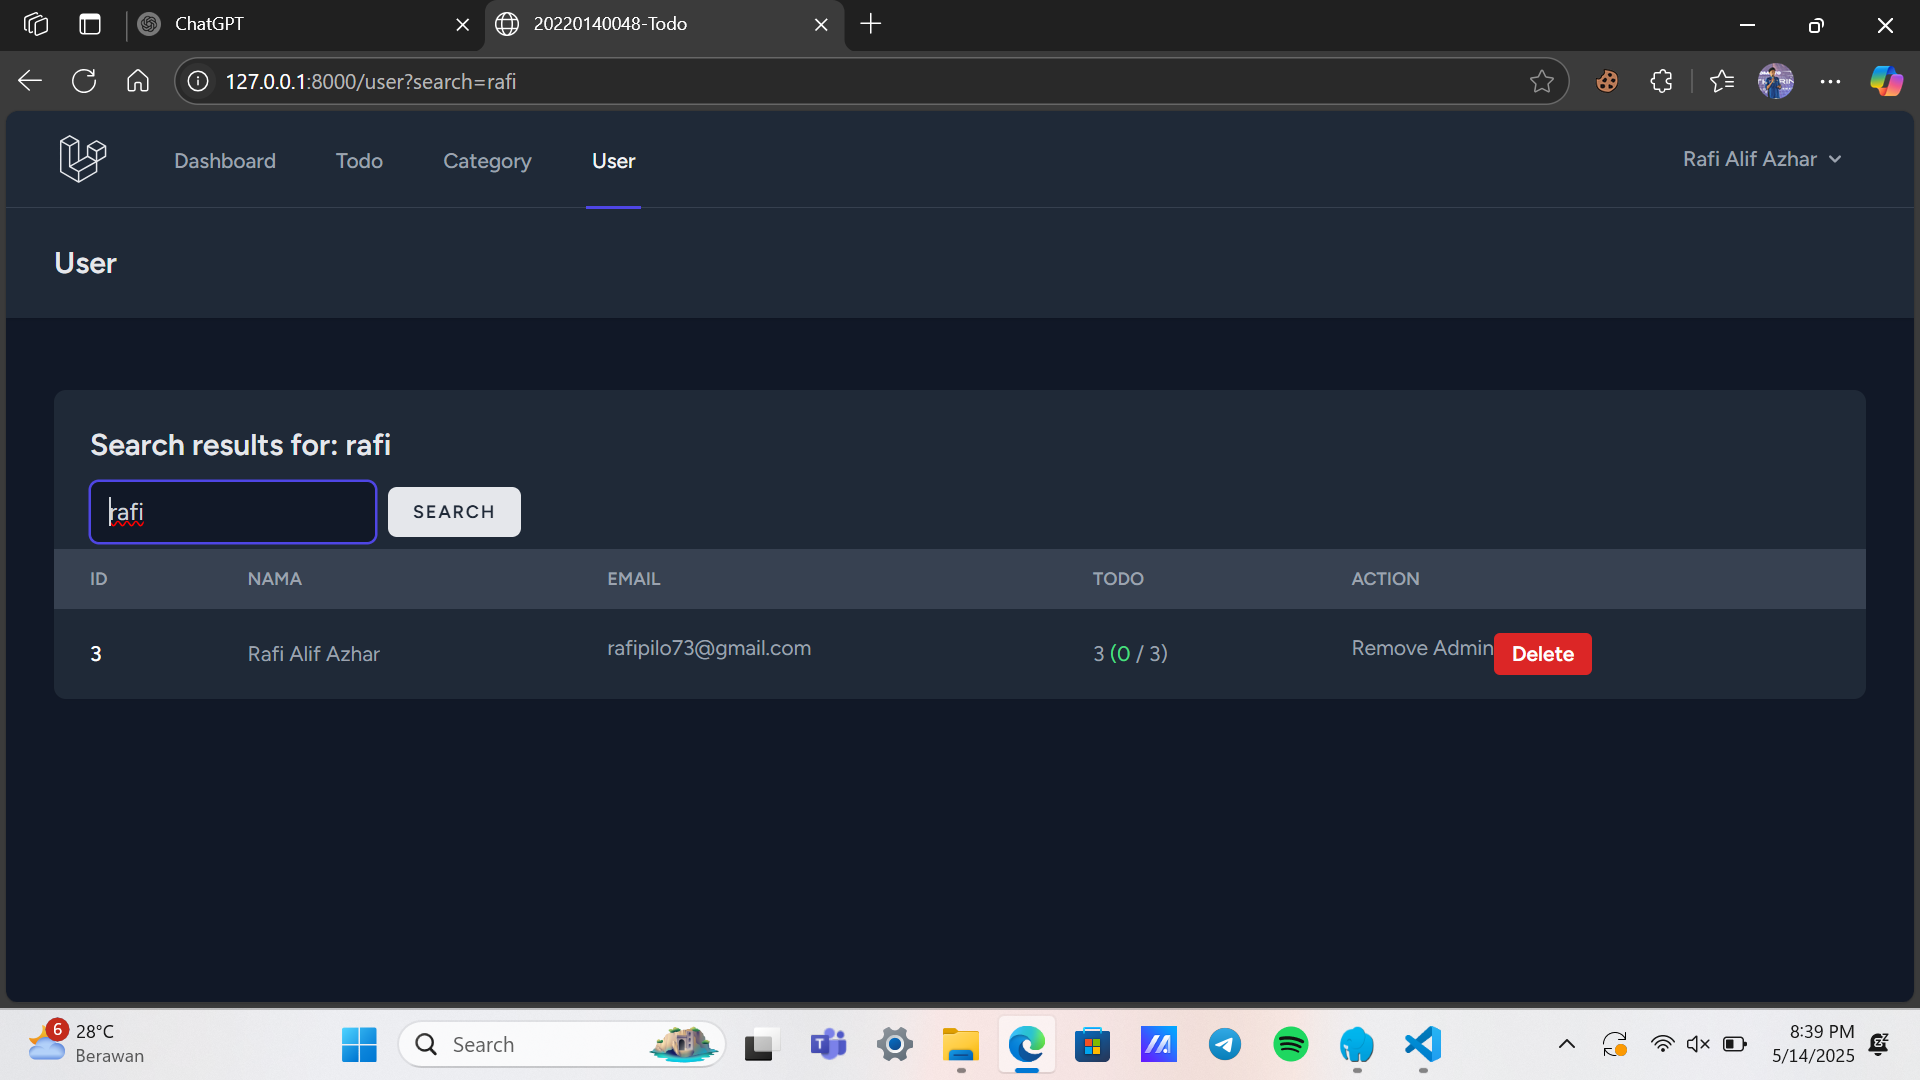 ChatGPT
20220140048-Todo
127.0.0.1:8000/user?search=rafi
Dashboard
Todo
Category
User
Rafi Alif Azhar
User
Search results for: rafi
rafi
SEARCH
ID NAMA EMAIL TODO ACTION
3 Rafi Alif Azhar rafipilo73@gmail.com 3 (0 / 3) Remove Admin Delete
6
28°C
Berawan
Search
8:39 PM
5/14/2025